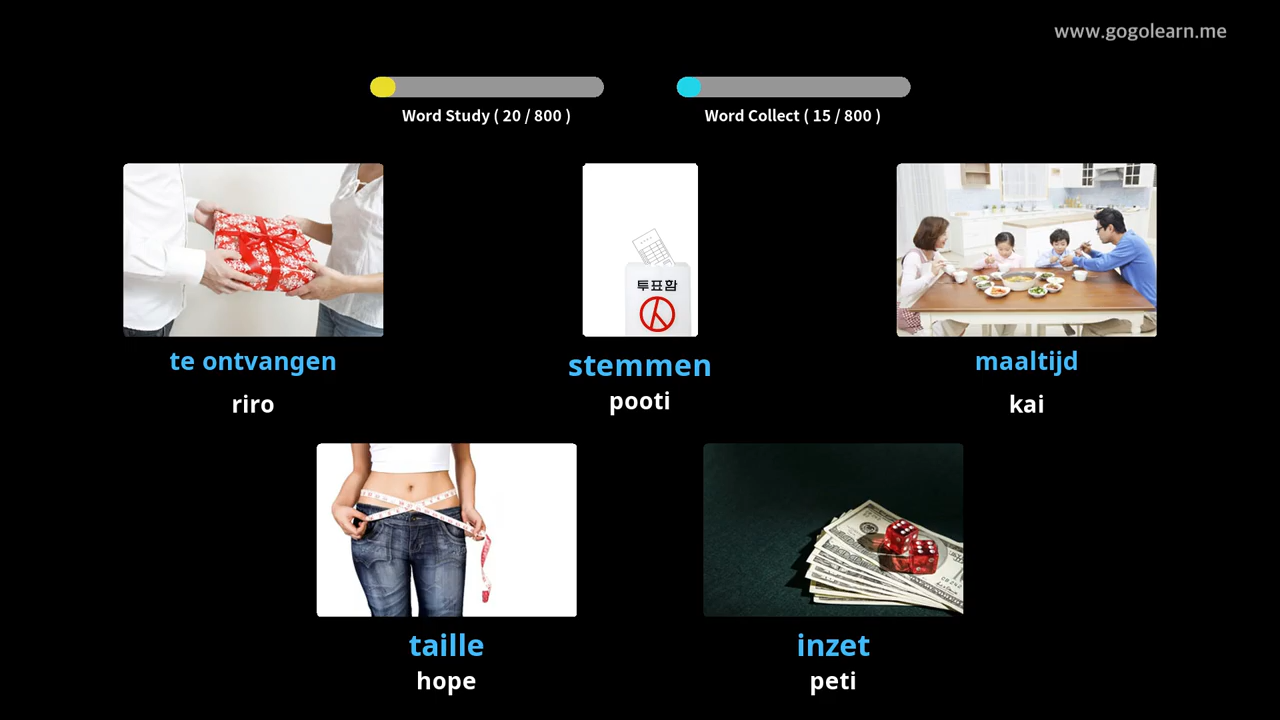 www.gogolearn.me
Word Study ( 20 / 800 )
Word Collect ( 15 / 800 )
투표함
te ontvangen
riro
stemmen
pooti
maaltijd
kai
taille
hope
inzet
peti